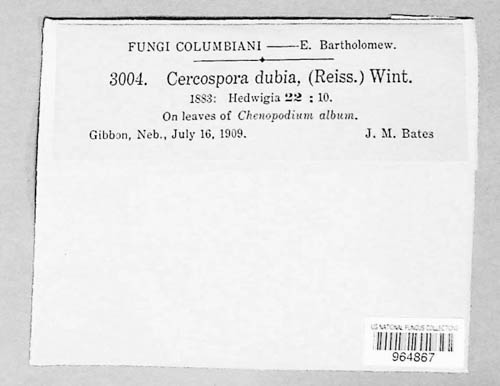 FUNGI COLUMBIANI — E. Bartholomew.
3004. Cercospora dubia, (Reiss.) Wint.
1883: Hedwigia 22 : 10.
On leaves of Chenopodium album.
Gibbon, Neb., July 16, 1909. J. M. Bates
US NATIONAL FUNGUS COLLECTIONS
964867